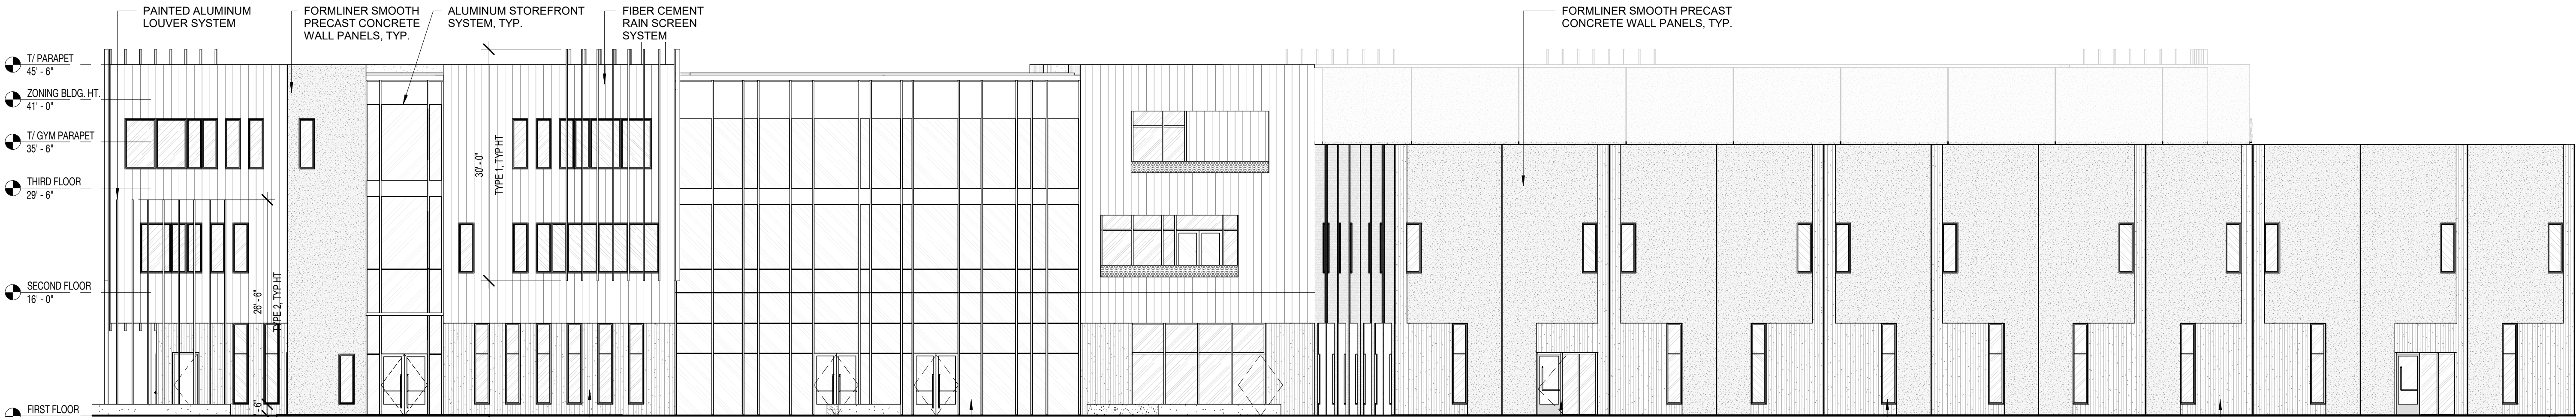 PAINTED ALUMINUM
LOUVER SYSTEM
FORMLINER SMOOTH
PRECAST CONCRETE
WALL PANELS, TYP.
ALUMINUM STOREFRONT
SYSTEM, TYP.
FIBER CEMENT
RAIN SCREEN
SYSTEM
FORMLINER SMOOTH PRECAST
CONCRETE WALL PANELS, TYP.
T/ PARAPET
45' - 6"
ZONING BLDG. HT.
41' - 0"
T/ GYM PARAPET
35' - 6"
THIRD FLOOR
29' - 6"
SECOND FLOOR
16' - 0"
FIRST FLOOR
30' - 0"
TYPE 1, TYP HT
26' - 6"
TYPE 2, TYP HT
6"